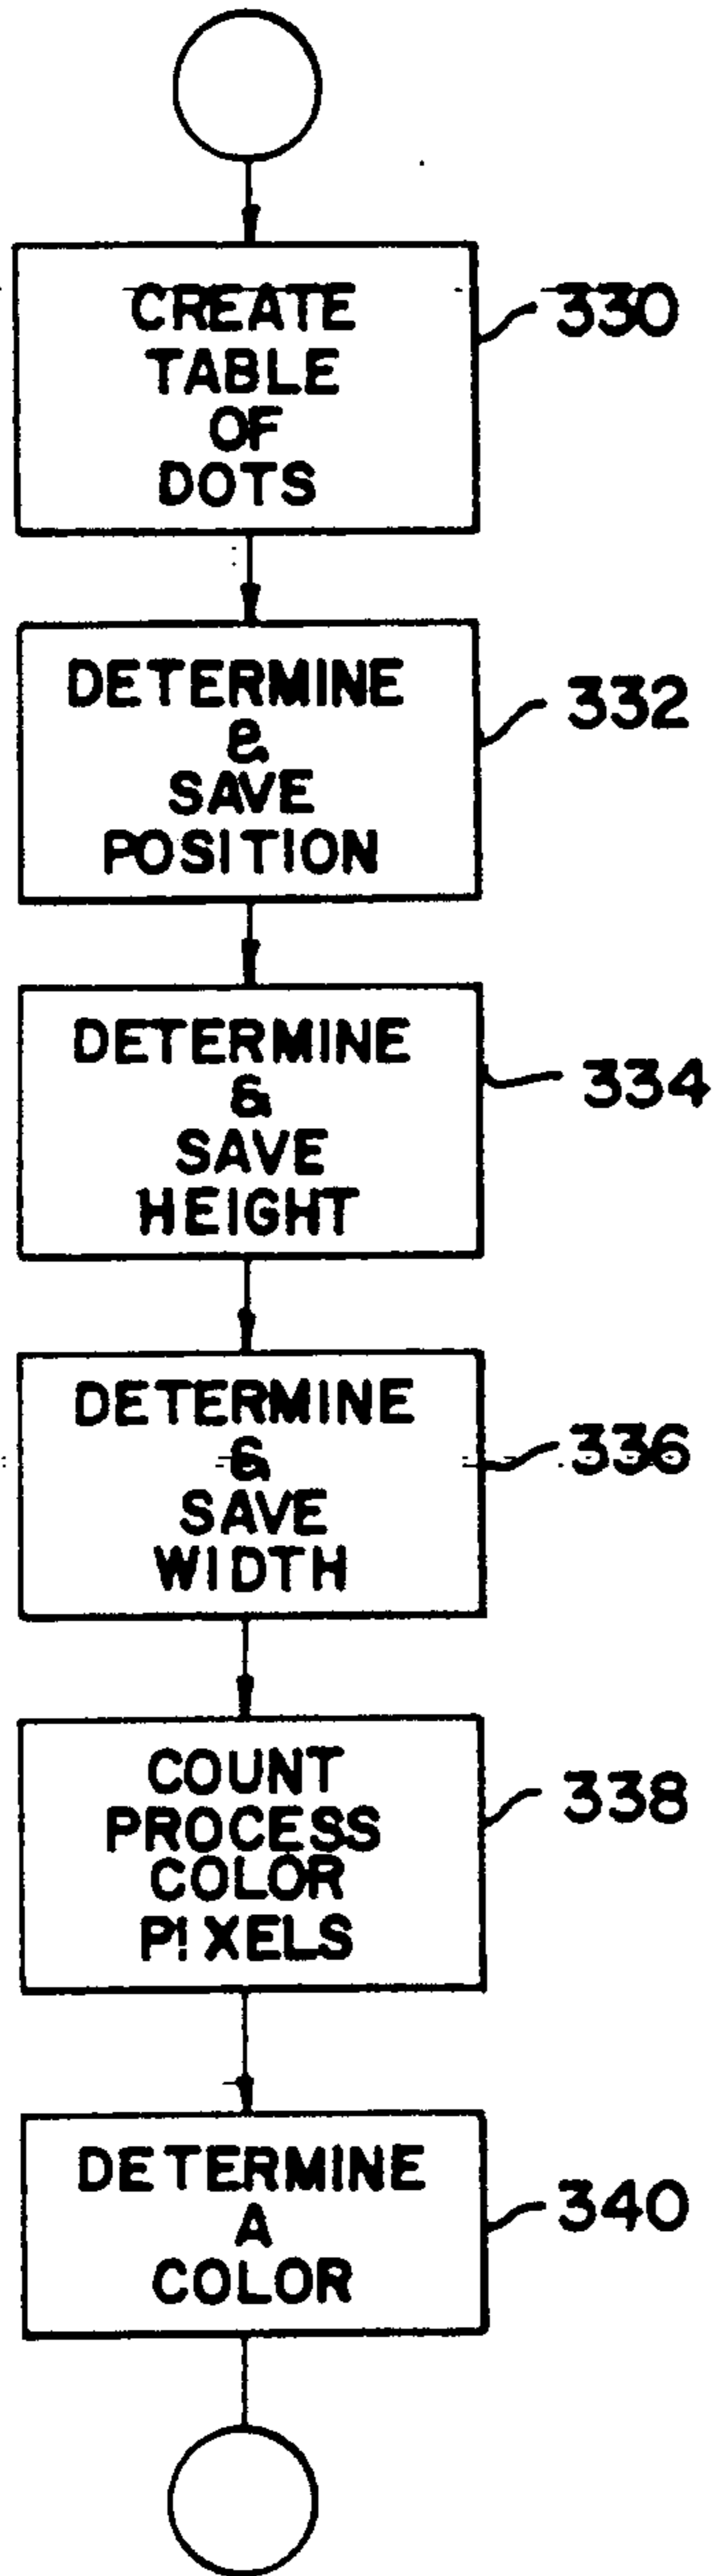 CREATE
TABLE
OF
DOTS
330
DETERMINE
&
SAVE
POSITION
332
DETERMINE
&
SAVE
HEIGHT
334
DETERMINE
&
SAVE
WIDTH
336
COUNT
PROCESS
COLOR
PIXELS
338
DETERMINE
A
COLOR
340